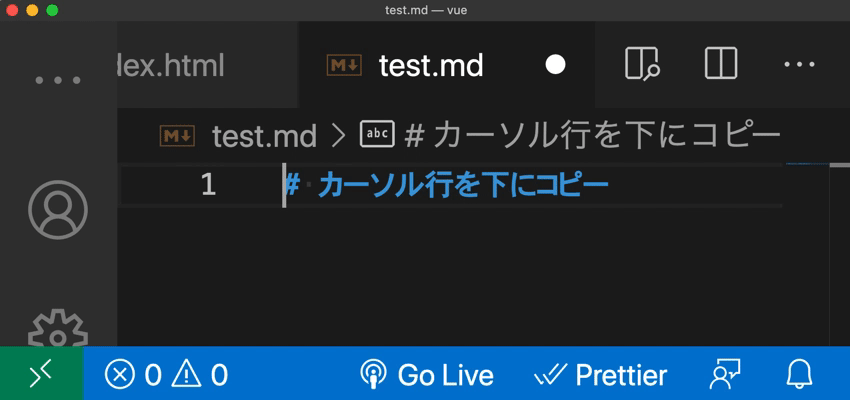 test.md — vue
dex.html
M↓ test.md
M↓ test.md > abc # カーソル行を下にコピー
1 # カーソル行を下にコピー
0 0 Go Live Prettier